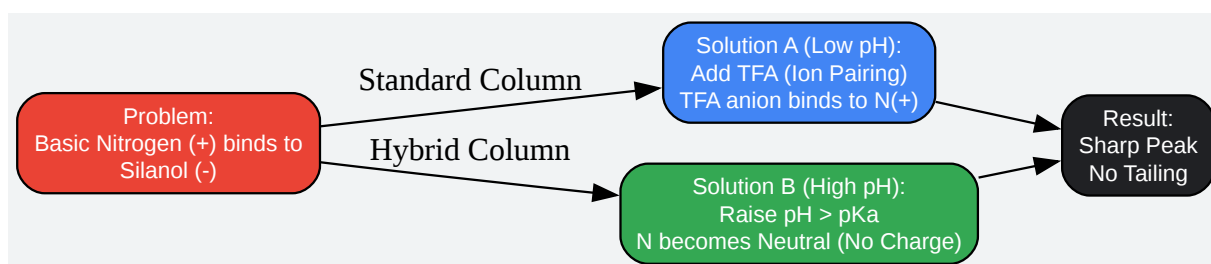 Problem:
Basic Nitrogen (+) binds to
Silanol (-)
Standard Column
Hybrid Column
Solution A (Low pH):
Add TFA (Ion Pairing)
TFA anion binds to N(+)
Solution B (High pH):
Raise pH > pKa
N becomes Neutral (No Charge)
Result:
Sharp Peak
No Tailing